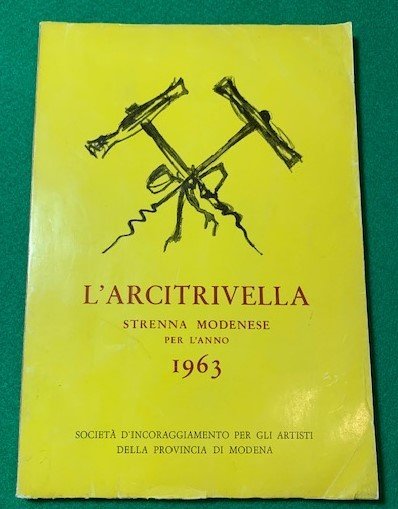 L'ARCITRIVELLA
STRENNA MODENESE
PER L'ANNO
1963
SOCIETÀ D'INCORAGGIAMENTO PER GLI ARTISTI
DELLA PROVINCIA DI MODENA